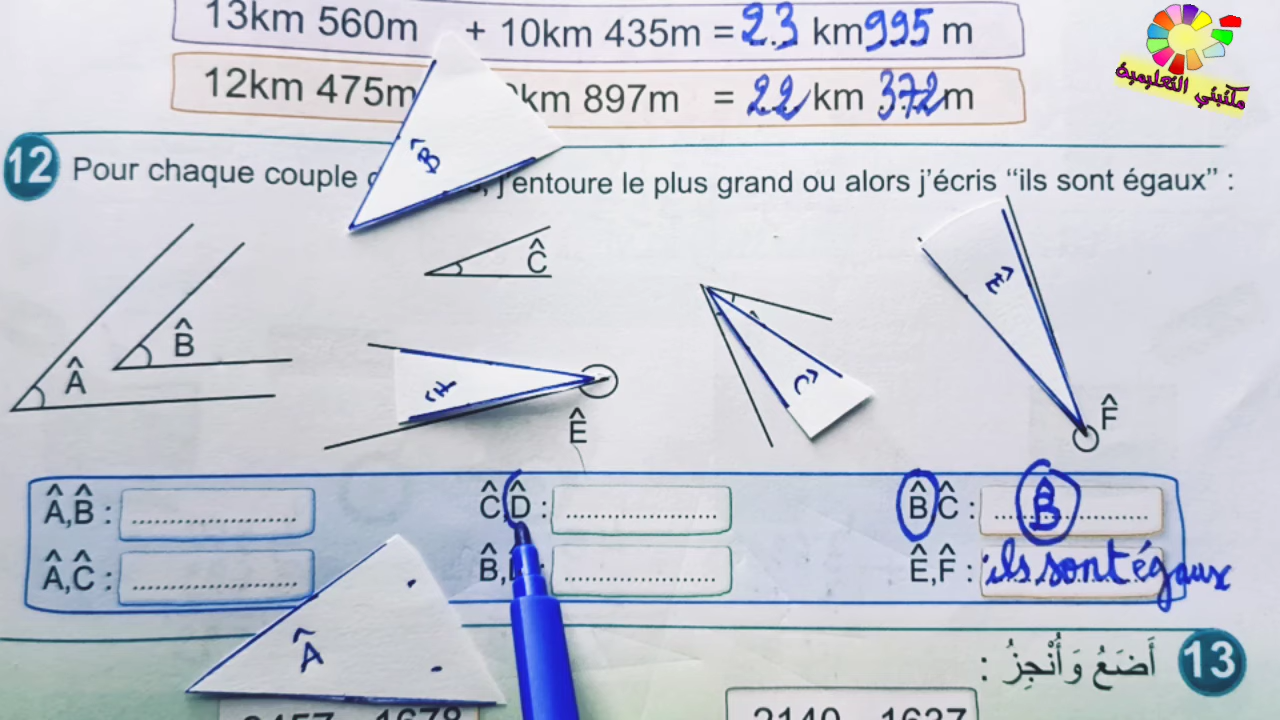 13km 560m + 10km 435m = 23 km 995 m
مكتبتي التعليمية
12km 475m km 897m = 22 km 372 m
12 Pour chaque couple j'entoure le plus grand ou alors j'écris “ils sont égaux” :
B̂
Ĉ
Â
B̂
Ê
F̂
Â,B̂ : ....................
Ĉ,D̂ : ....................
B̂,Ĉ : B̂
Â,Ĉ : ....................
B̂, : ....................
Ê,F̂ : ils sont égaux
Â
أَضَعُ وَأُنْجِزُ : 13